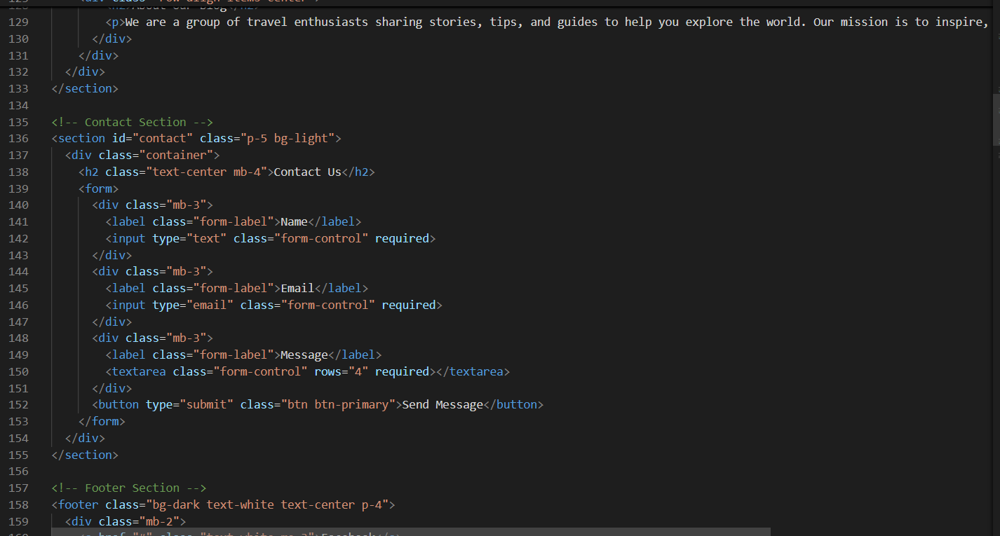 129 <p>We are a group of travel enthusiasts sharing stories, tips, and guides to help you explore the world. Our mission is to inspire,
130 </div>
131 </div>
132 </div>
133 </section>
134
135 <!-- Contact Section -->
136 <section id="contact" class="p-5 bg-light">
137 <div class="container">
138 <h2 class="text-center mb-4">Contact Us</h2>
139 <form>
140 <div class="mb-3">
141 <label class="form-label">Name</label>
142 <input type="text" class="form-control" required>
143 </div>
144 <div class="mb-3">
145 <label class="form-label">Email</label>
146 <input type="email" class="form-control" required>
147 </div>
148 <div class="mb-3">
149 <label class="form-label">Message</label>
150 <textarea class="form-control" rows="4" required></textarea>
151 </div>
152 <button type="submit" class="btn btn-primary">Send Message</button>
153 </form>
154 </div>
155 </section>
156
157 <!-- Footer Section -->
158 <footer class="bg-dark text-white text-center p-4">
159 <div class="mb-2">